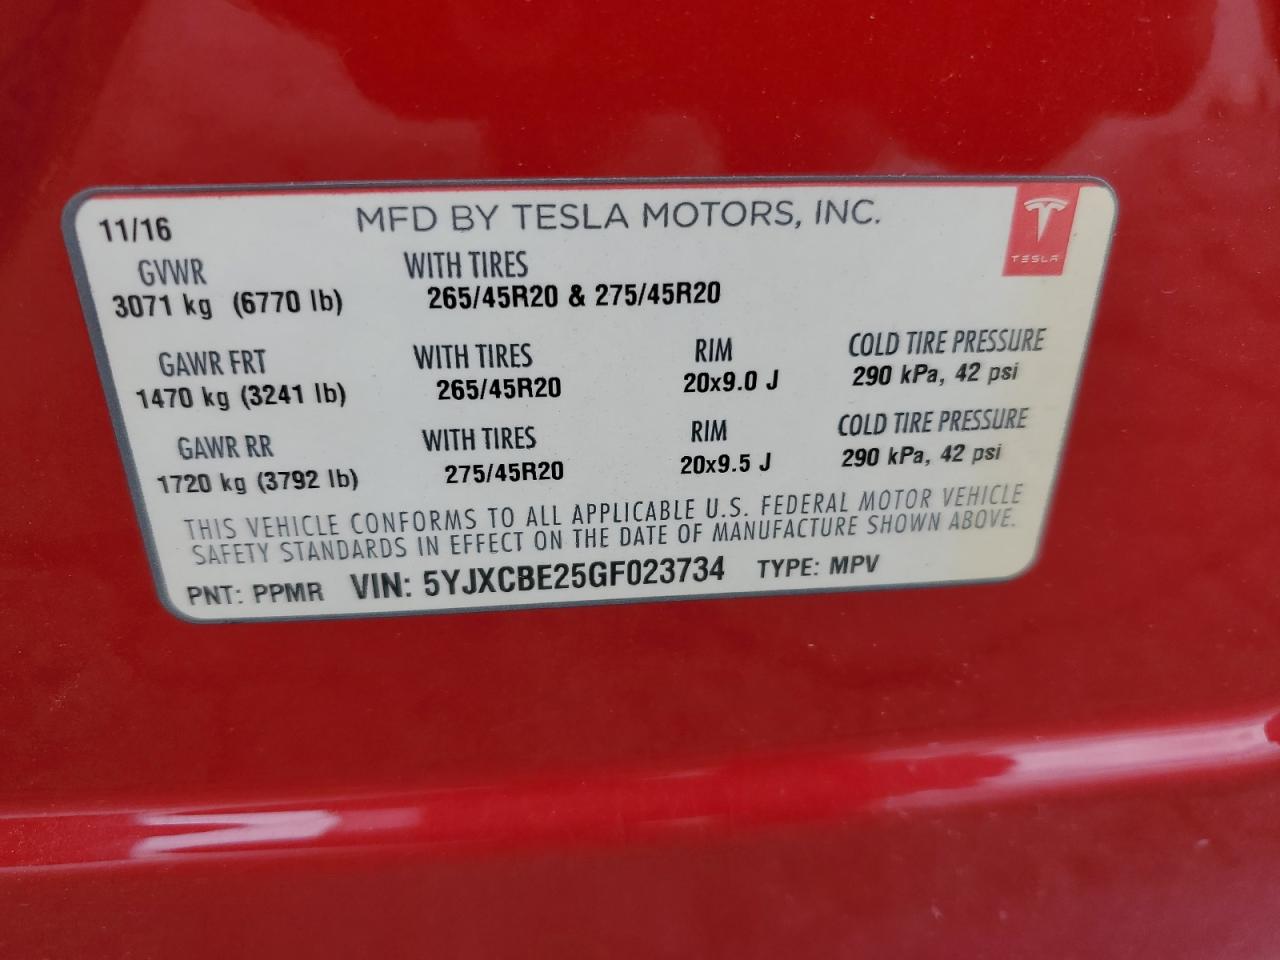 11/16 MFD BY TESLA MOTORS, INC.
TESLA
GVWR WITH TIRES
3071 kg (6770 lb) 265/45R20 & 275/45R20
GAWR FRT WITH TIRES RIM COLD TIRE PRESSURE
1470 kg (3241 lb) 265/45R20 20x9.0 J 290 kPa, 42 psi
GAWR RR WITH TIRES RIM COLD TIRE PRESSURE
1720 kg (3792 lb) 275/45R20 20x9.5 J 290 kPa, 42 psi
THIS VEHICLE CONFORMS TO ALL APPLICABLE U.S. FEDERAL MOTOR VEHICLE
SAFETY STANDARDS IN EFFECT ON THE DATE OF MANUFACTURE SHOWN ABOVE.
PNT: PPMR VIN: 5YJXCBE25GF023734 TYPE: MPV